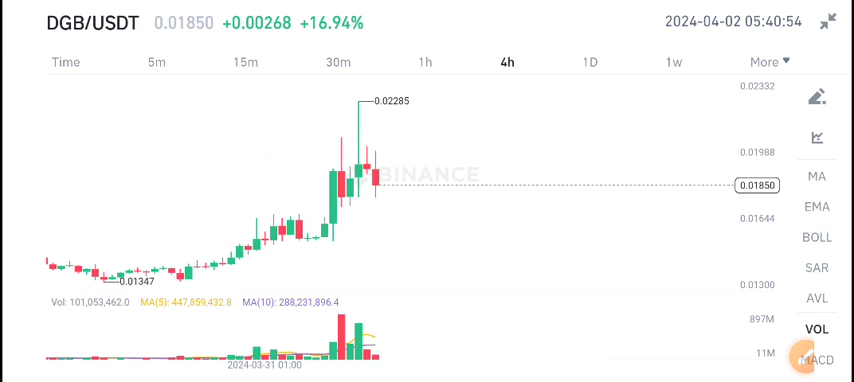 DGB/USDT 0.01850 +0.00268 +16.94% 2024-04-02 05:40:54
Time 5m 15m 30m 1h 4h 1D 1w More
0.02332
0.02285
0.01988
BINANCE
MA
0.01850
EMA
0.01644
BOLL
SAR
0.01347
0.01300
AVL
Vol: 101,053,462.0 MA(5): 447,859,432.8 MA(10): 288,231,896.4
897M
VOL
11M
MACD
2024-03-31 01:00